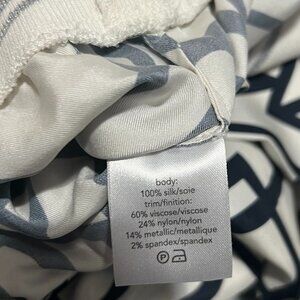 body:
100% silk/soie
trim/finition:
60% viscose/viscose
24% nylon/nylon
14% metallic/metallique
2% spandex/spandex
P